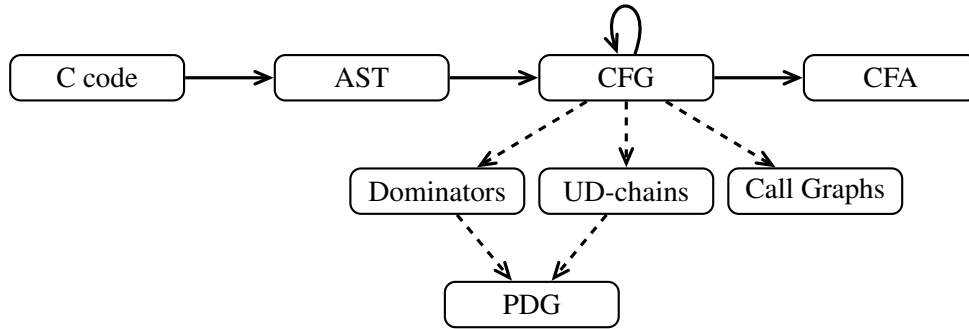 C code
AST
CFG
CFA
Dominators
UD-chains
Call Graphs
PDG